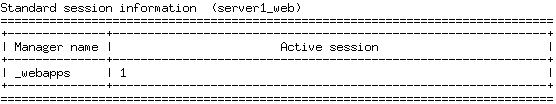 Standard session information  (server1_web)
================================================================================
+--------------+---------------------------------------------------------------+
| Manager name |                        Active session                         |
+--------------+---------------------------------------------------------------+
| _webapps     | 1                                                             |
+--------------+---------------------------------------------------------------+
================================================================================